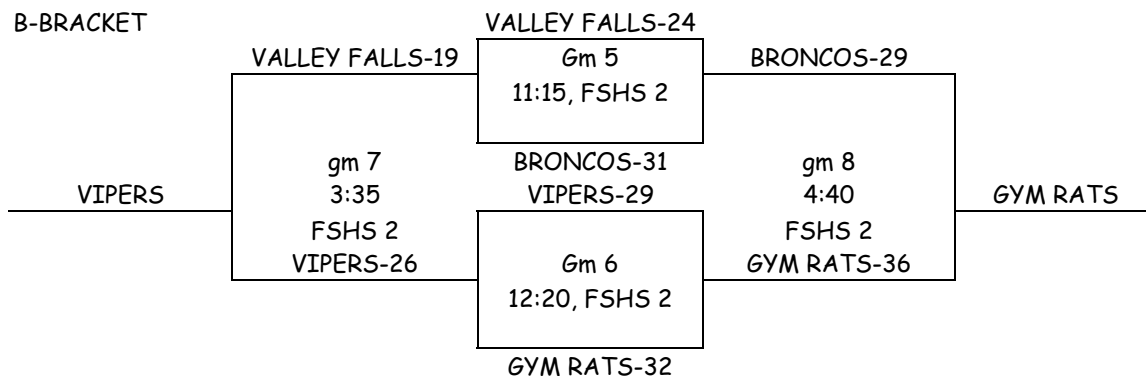 B-BRACKET
VALLEY FALLS-24
VALLEY FALLS-19
Gm 5
BRONCOS-29
11:15, FSHS 2
gm 7
BRONCOS-31
gm 8
VIPERS
3:35
VIPERS-29
4:40
GYM RATS
FSHS 2
FSHS 2
VIPERS-26
Gm 6
GYM RATS-36
12:20, FSHS 2
GYM RATS-32